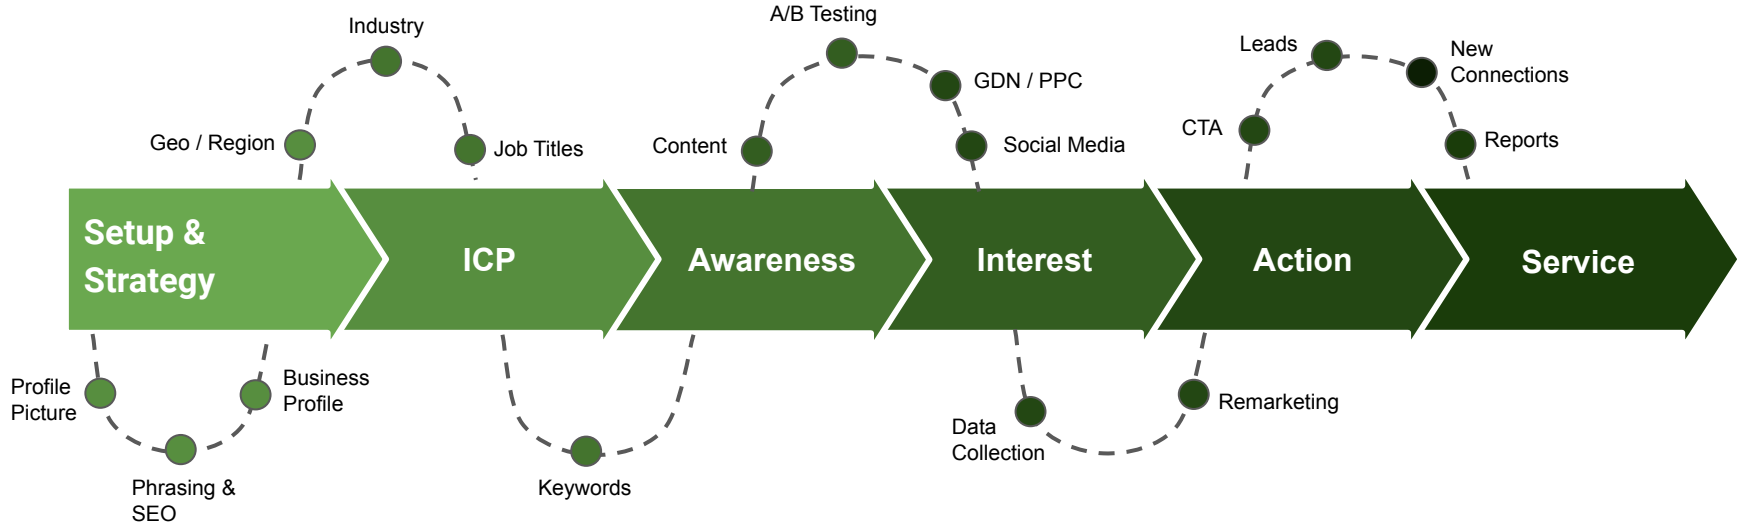 Industry
Geo / Region
Job Titles
A/B Testing
GDN / PPC
Content
Social Media
Leads
New
Connections
CTA
Reports
Setup &
Strategy
ICP
Awareness
Interest
Action
Service
Profile
Picture
Business
Profile
Phrasing &
SEO
Keywords
Data
Collection
Remarketing